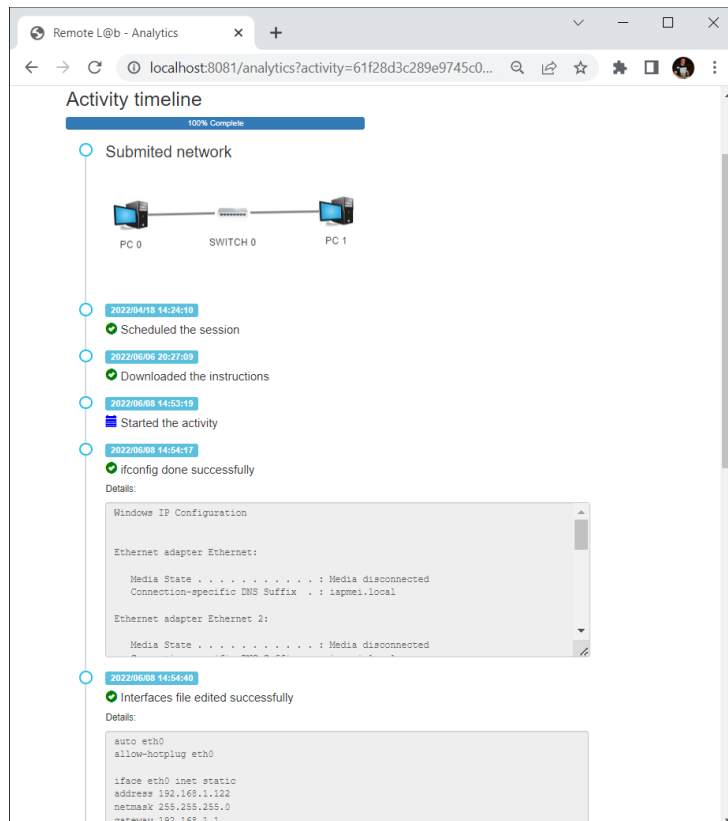 Remote L@b - Analytics
localhost:8081/analytics?activity=61f28d3c289e9745c0...
Activity timeline
100% Complete
Submited network
PC 0 SWITCH 0 PC 1
2022/04/18 14:24:10
Scheduled the session
2022/06/06 20:27:09
Downloaded the instructions
2022/06/08 14:53:19
Started the activity
2022/06/08 14:54:17
ifconfig done successfully
Details:
Windows IP Configuration
Ethernet adapter Ethernet:
Media State . . . . . . . . . . . : Media disconnected
Connection-specific DNS Suffix  . : iapmei.local
Ethernet adapter Ethernet 2:
Media State . . . . . . . . . . . : Media disconnected
2022/06/08 14:54:40
Interfaces file edited successfully
Details:
auto eth0
allow-hotplug eth0
iface eth0 inet static
address 192.168.1.122
netmask 255.255.255.0
gateway 192.168.1.1